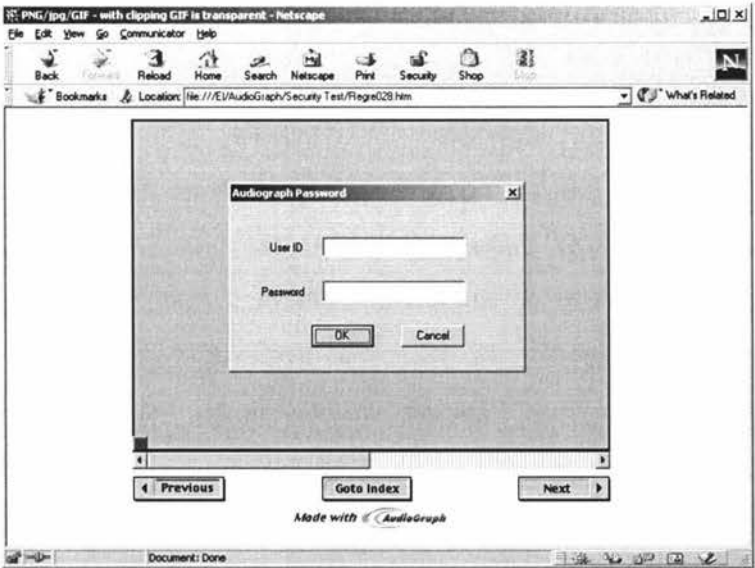 PNG/jpg/GIF - with clipping GIF is transparent - Netscape
File Edit View Go Communicator Help
Back Forward Reload Home Search Netscape Print Security Shop Stop
Bookmarks Location: file:///E|/AudioGraph/Security Test/Regre028.htm What's Related
Audiograph Password
User ID
Password
OK Cancel
Previous Goto Index Next
Made with AudioGraph
Document: Done